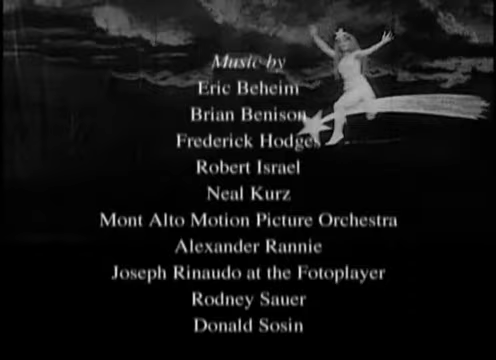 Music by
Eric Beheim
Brian Benison
Frederick Hodges
Robert Israel
Neal Kurz
Mont Alto Motion Picture Orchestra
Alexander Rannie
Joseph Rinaudo at the Fotoplayer
Rodney Sauer
Donald Sosin